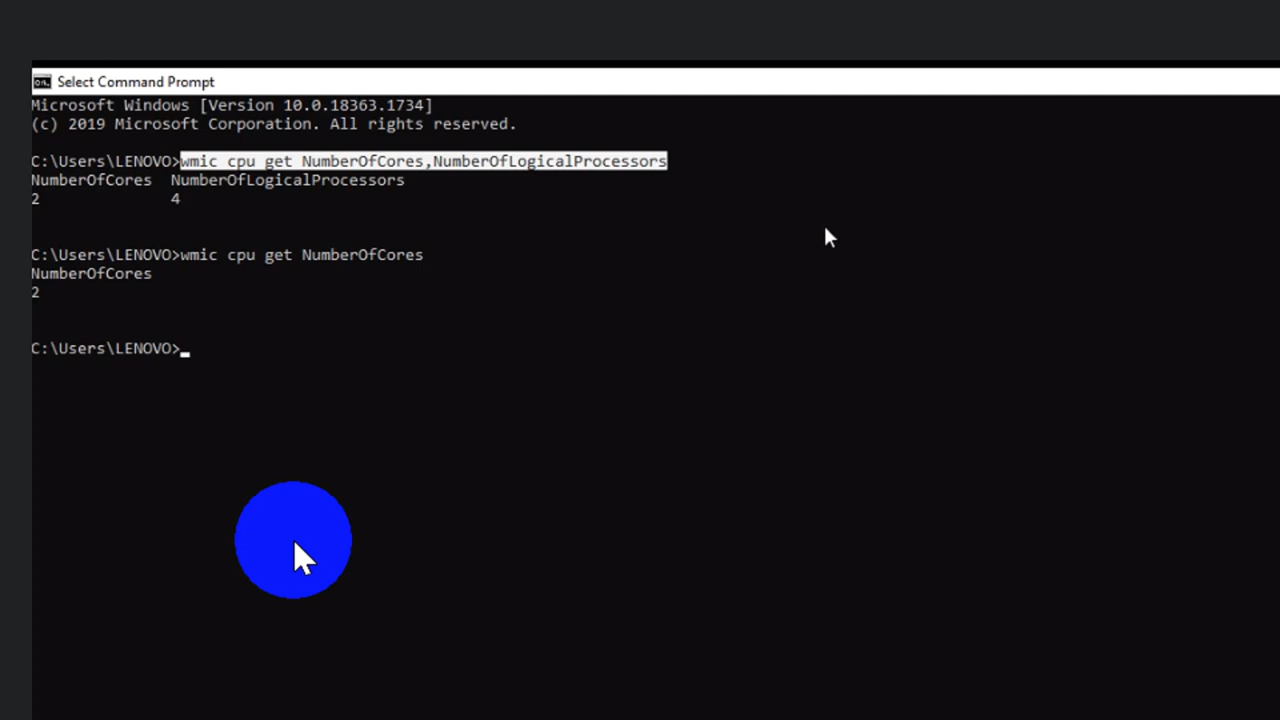 Select Command Prompt
Microsoft Windows [Version 10.0.18363.1734]
(c) 2019 Microsoft Corporation. All rights reserved.
C:\Users\LENOVO>wmic cpu get NumberOfCores,NumberOfLogicalProcessors
NumberOfCores  NumberOfLogicalProcessors
2              4
C:\Users\LENOVO>wmic cpu get NumberOfCores
NumberOfCores
2
C:\Users\LENOVO>